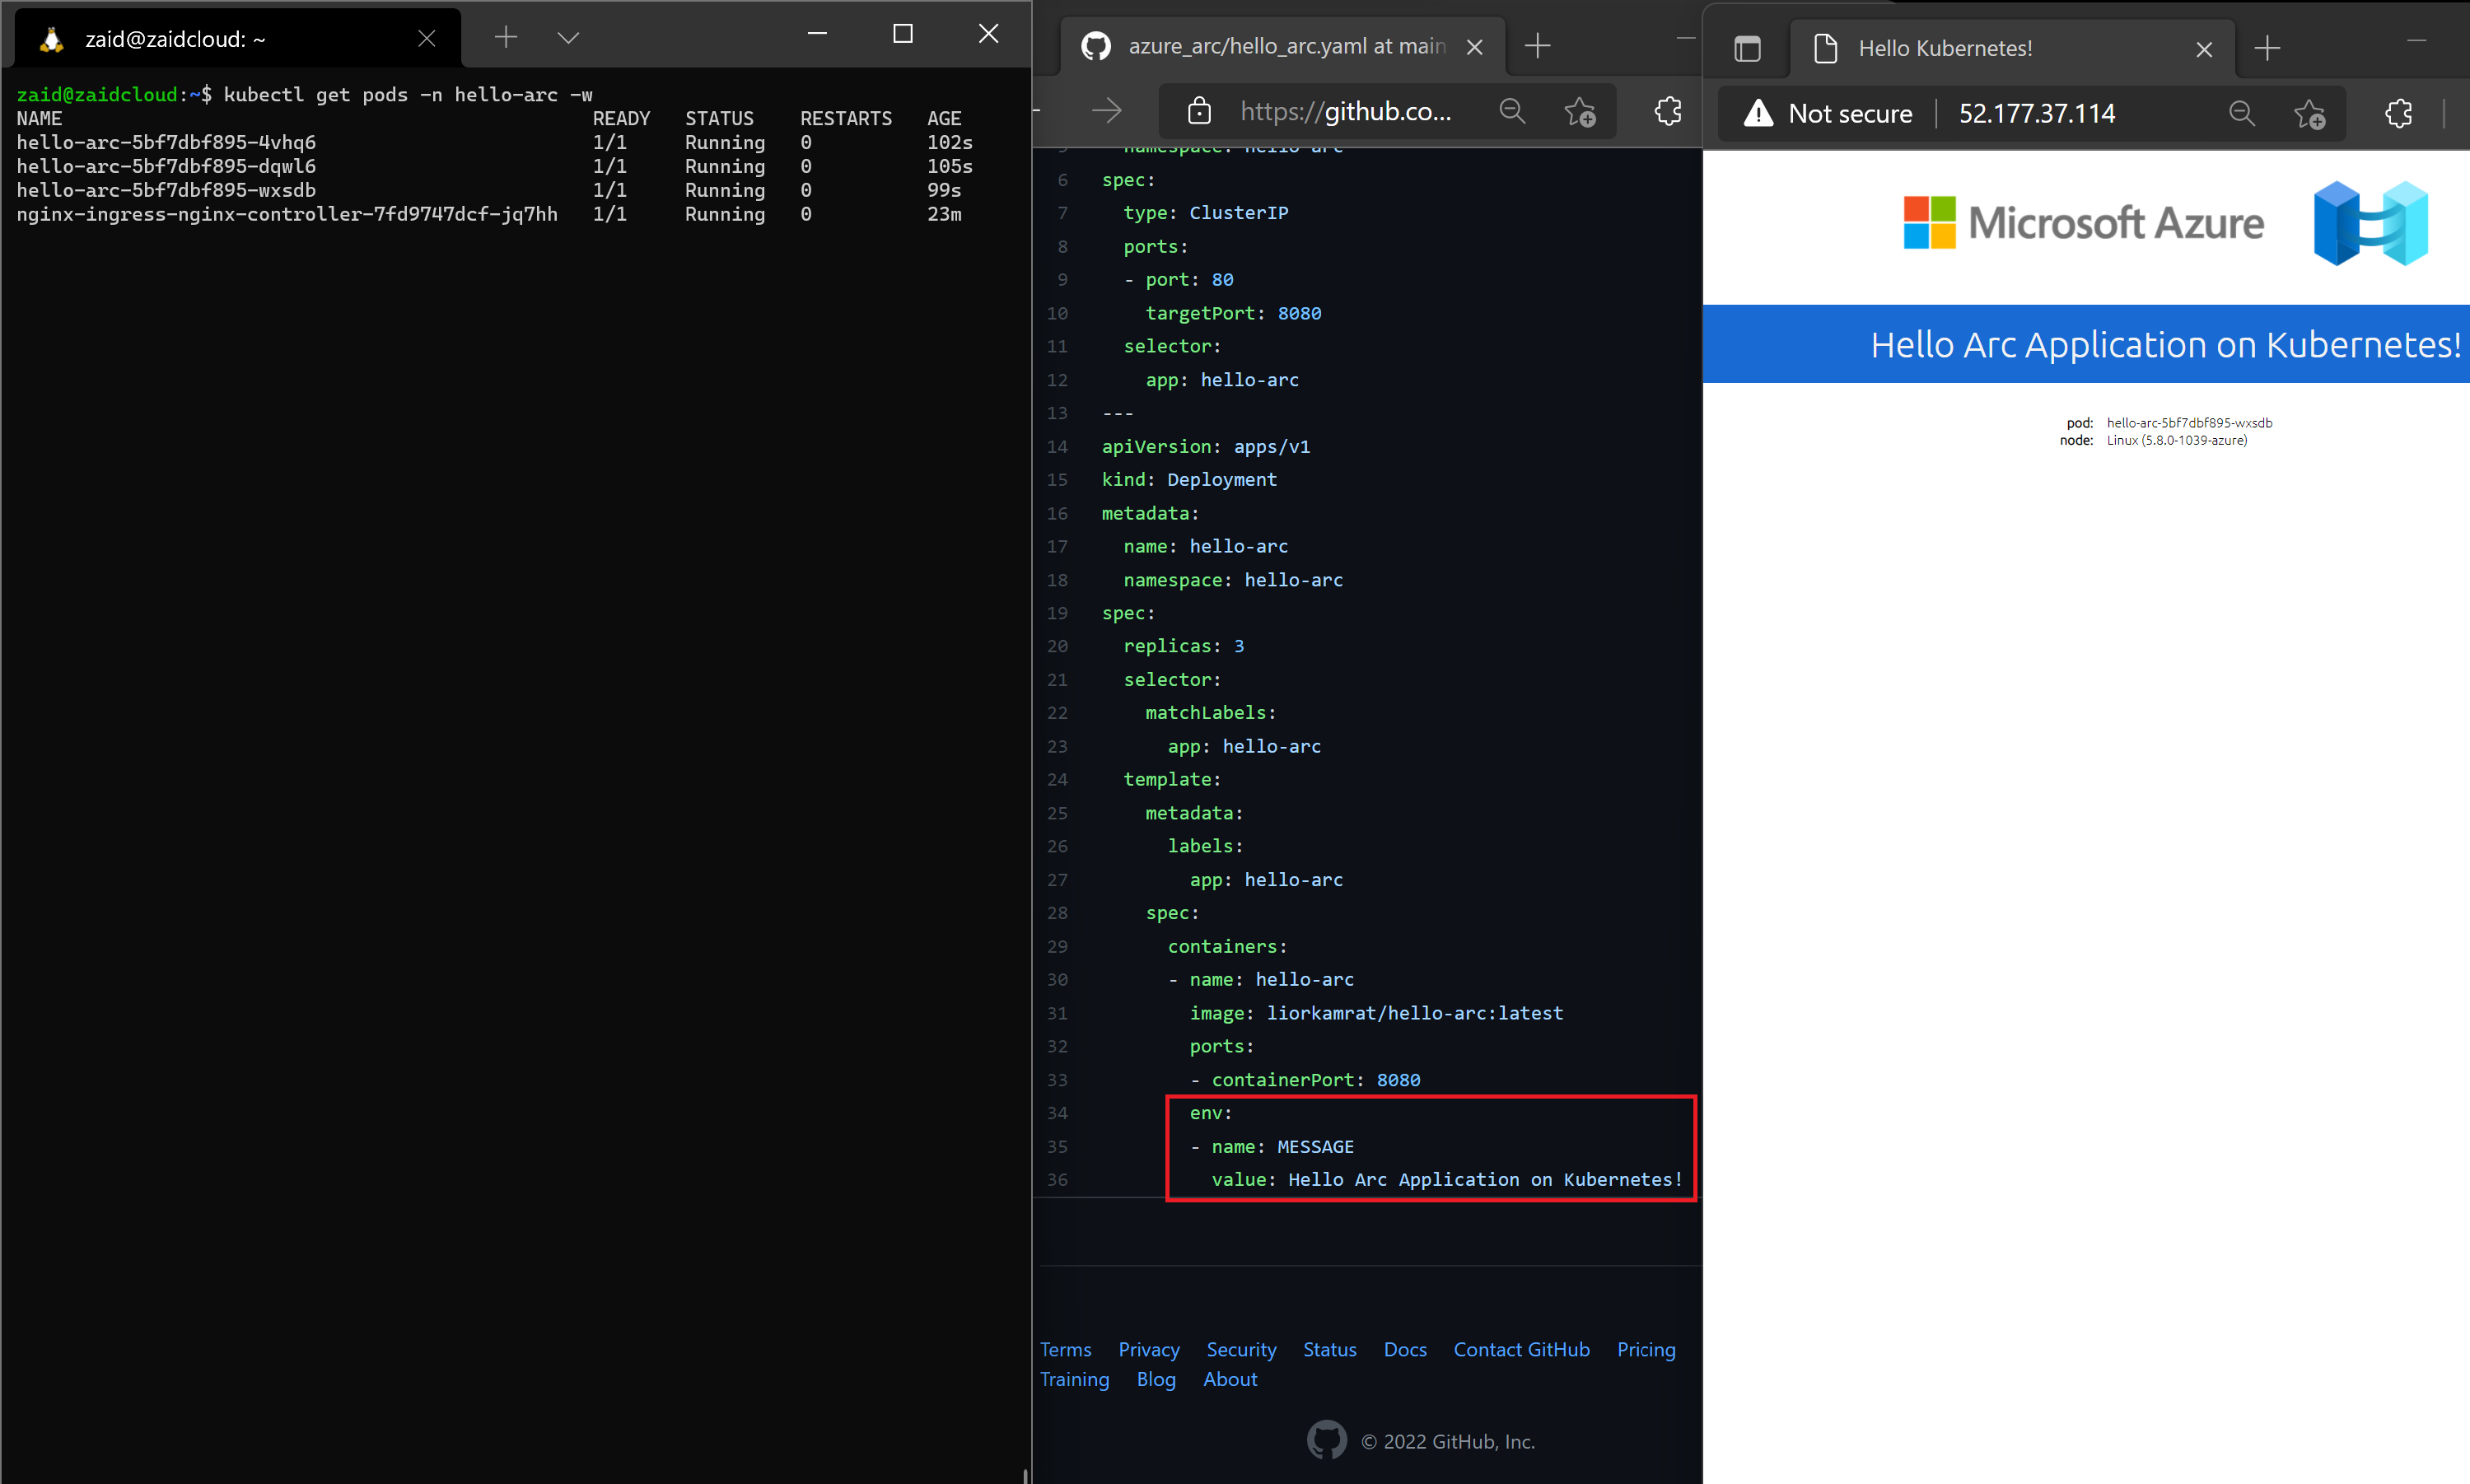 zaid@zaidcloud: ~
zaid@zaidcloud:~$ kubectl get pods -n hello-arc -w
NAME READY STATUS RESTARTS AGE
hello-arc-5bf7dbf895-4vhq6 1/1 Running 0 102s
hello-arc-5bf7dbf895-dqwl6 1/1 Running 0 105s
hello-arc-5bf7dbf895-wxsdb 1/1 Running 0 99s
nginx-ingress-nginx-controller-7fd9747dcf-jq7hh 1/1 Running 0 23m
azure_arc/hello_arc.yaml at main
https://github.co...
5 namespace: hello-arc
6 spec:
7 type: ClusterIP
8 ports:
9 - port: 80
10 targetPort: 8080
11 selector:
12 app: hello-arc
13 ---
14 apiVersion: apps/v1
15 kind: Deployment
16 metadata:
17 name: hello-arc
18 namespace: hello-arc
19 spec:
20 replicas: 3
21 selector:
22 matchLabels:
23 app: hello-arc
24 template:
25 metadata:
26 labels:
27 app: hello-arc
28 spec:
29 containers:
30 - name: hello-arc
31 image: liorkamrat/hello-arc:latest
32 ports:
33 - containerPort: 8080
34 env:
35 - name: MESSAGE
36 value: Hello Arc Application on Kubernetes!
Terms Privacy Security Status Docs Contact GitHub Pricing
Training Blog About
© 2022 GitHub, Inc.
Hello Kubernetes!
Not secure 52.177.37.114
Microsoft Azure
Hello Arc Application on Kubernetes!
pod: hello-arc-5bf7dbf895-wxsdb
node: Linux (5.8.0-1039-azure)